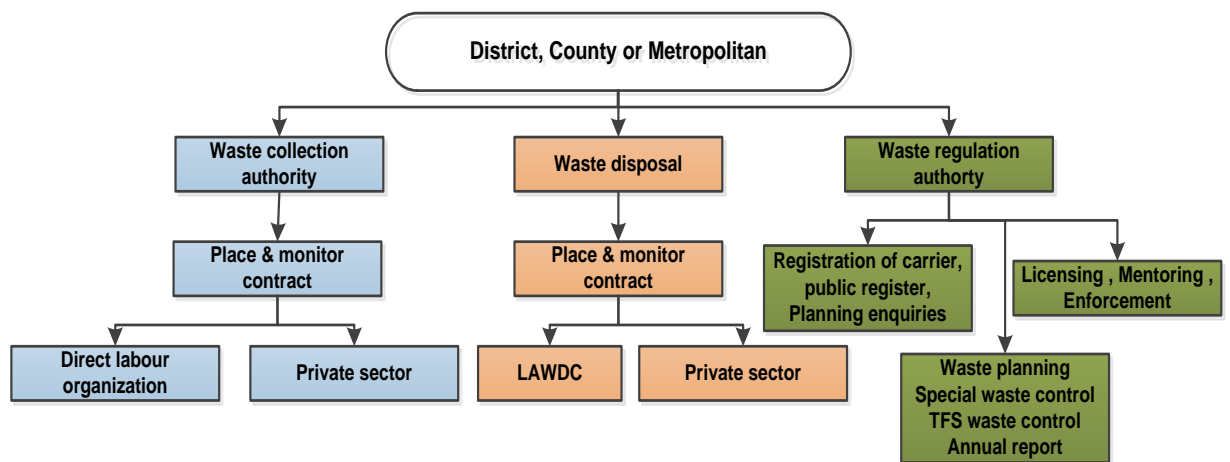 District, County or Metropolitan
Waste collection
authority
Waste disposal
Waste regulation
authorty
Place & monitor
contract
Place & monitor
contract
Registration of carrier,
public register,
Planning enquiries
Licensing , Mentoring ,
Enforcement
Direct labour
organization
Private sector
LAWDC
Private sector
Waste planning
Special waste control
TFS waste control
Annual report